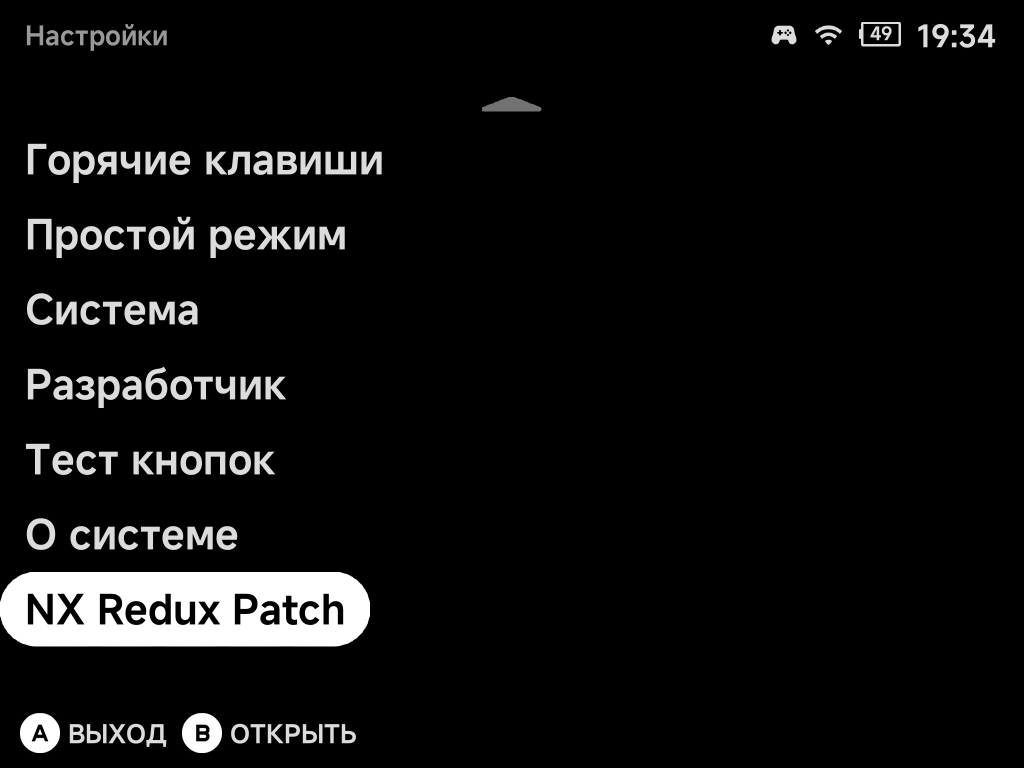 Настройки 49 19:34
Горячие клавиши
Простой режим
Система
Разработчик
Тест кнопок
О системе
NX Redux Patch
A ВЫХОД B ОТКРЫТЬ